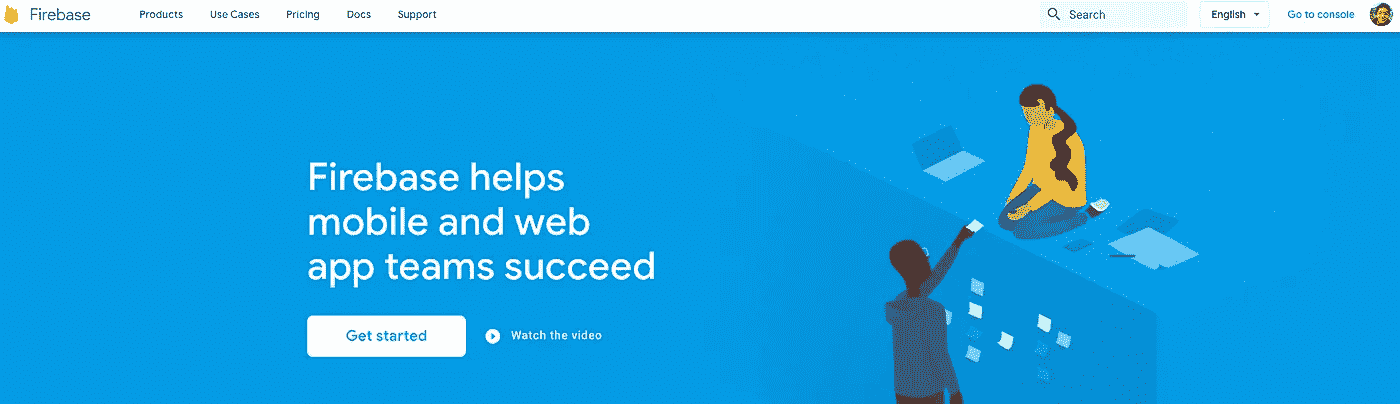 Firebase Products Use Cases Pricing Docs Support Search English Go to console
Firebase helps
mobile and web
app teams succeed
Get started Watch the video